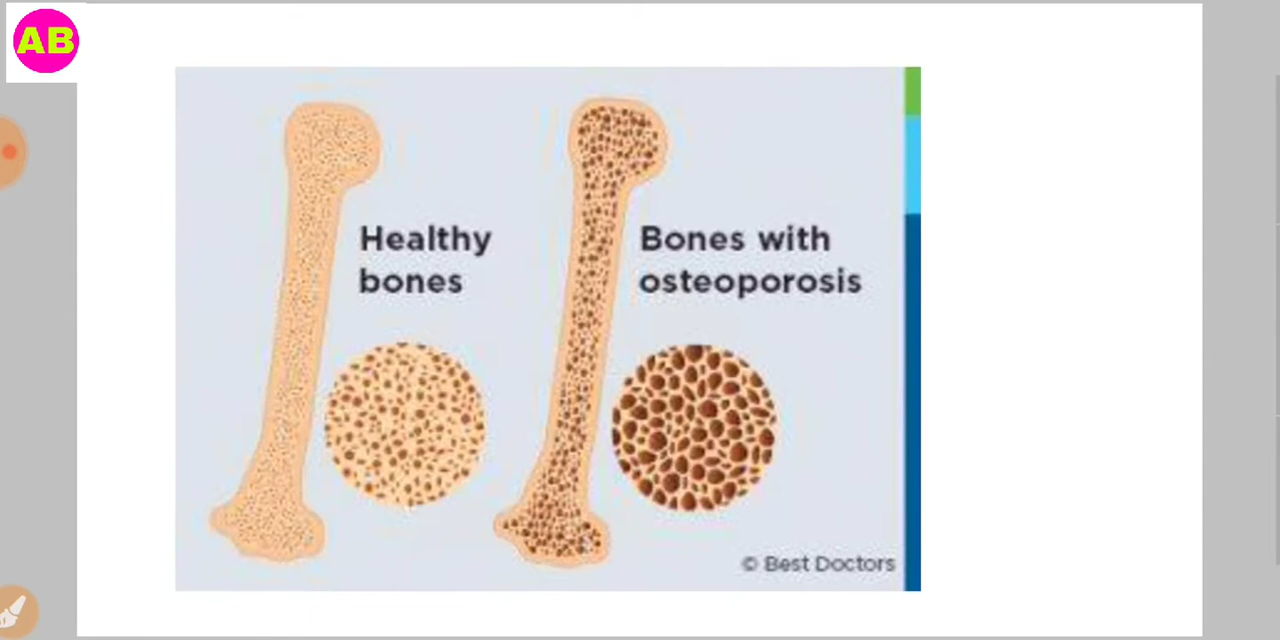 AB
Healthy
bones
Bones with
osteoporosis
© Best Doctors